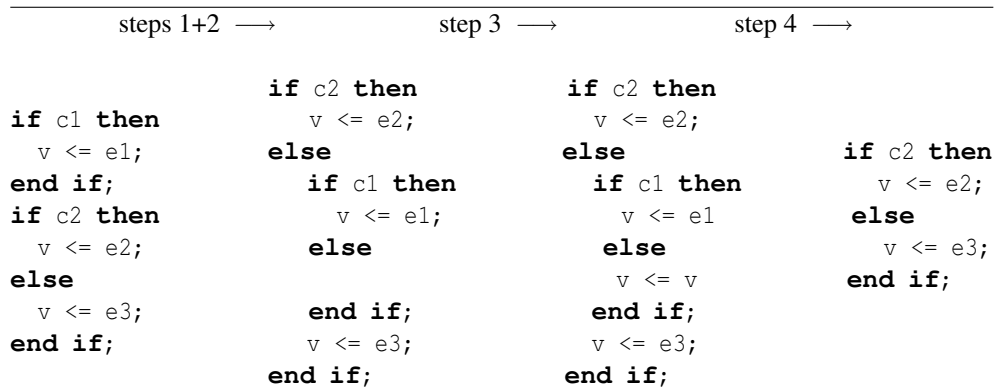 steps 1+2 ⟶ step 3 ⟶ step 4 ⟶
if c1 then
v <= e1;
end if;
if c2 then
v <= e2;
else
v <= e3;
end if;
if c2 then
v <= e2;
else
if c1 then
v <= e1;
else
end if;
v <= e3;
end if;
if c2 then
v <= e2;
else
if c1 then
v <= e1
else
v <= v
end if;
v <= e3;
end if;
if c2 then
v <= e2;
else
v <= e3;
end if;